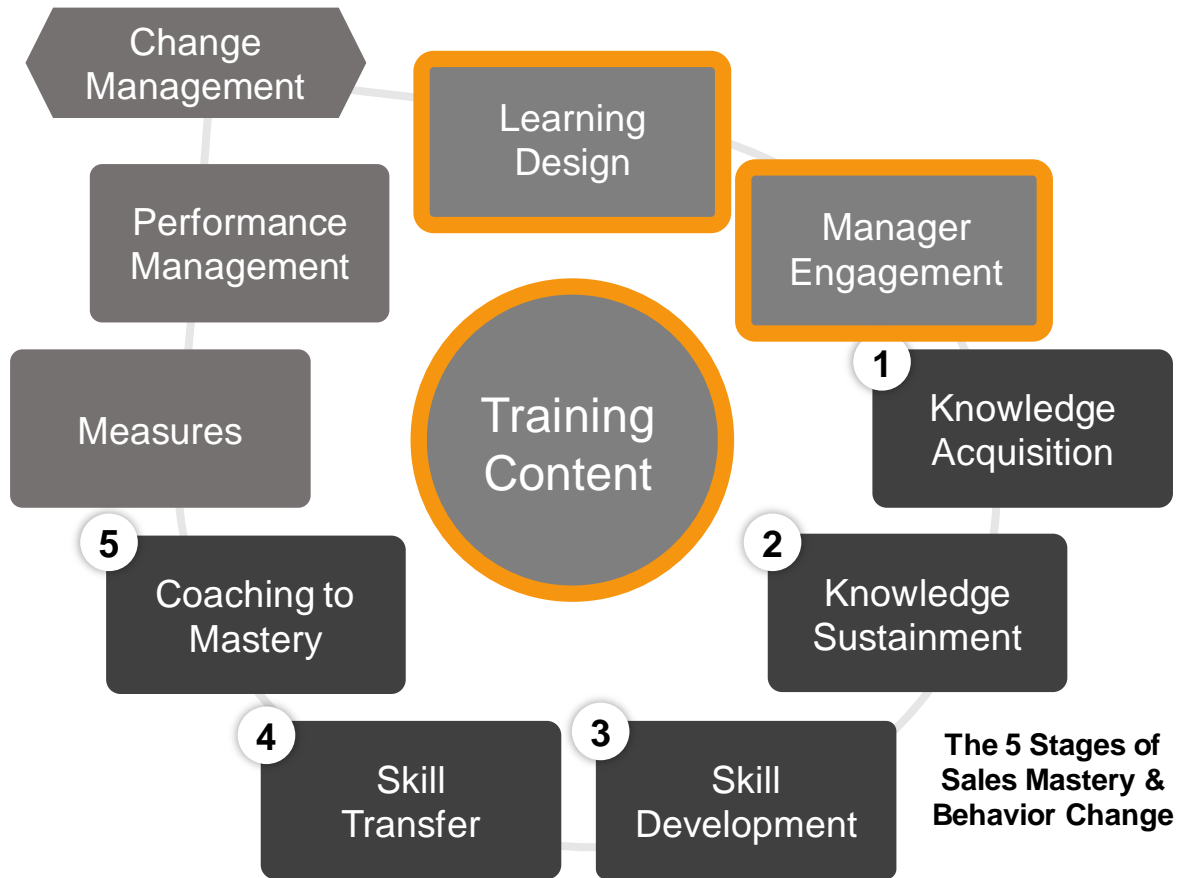 Change
Management
Learning
Design
Manager
Engagement
1
Knowledge
Acquisition
2
Knowledge
Sustainment
3
Skill
Development
4
Skill
Transfer
5
Coaching to
Mastery
Measures
Performance
Management
Training
Content
The 5 Stages of
Sales Mastery &
Behavior Change